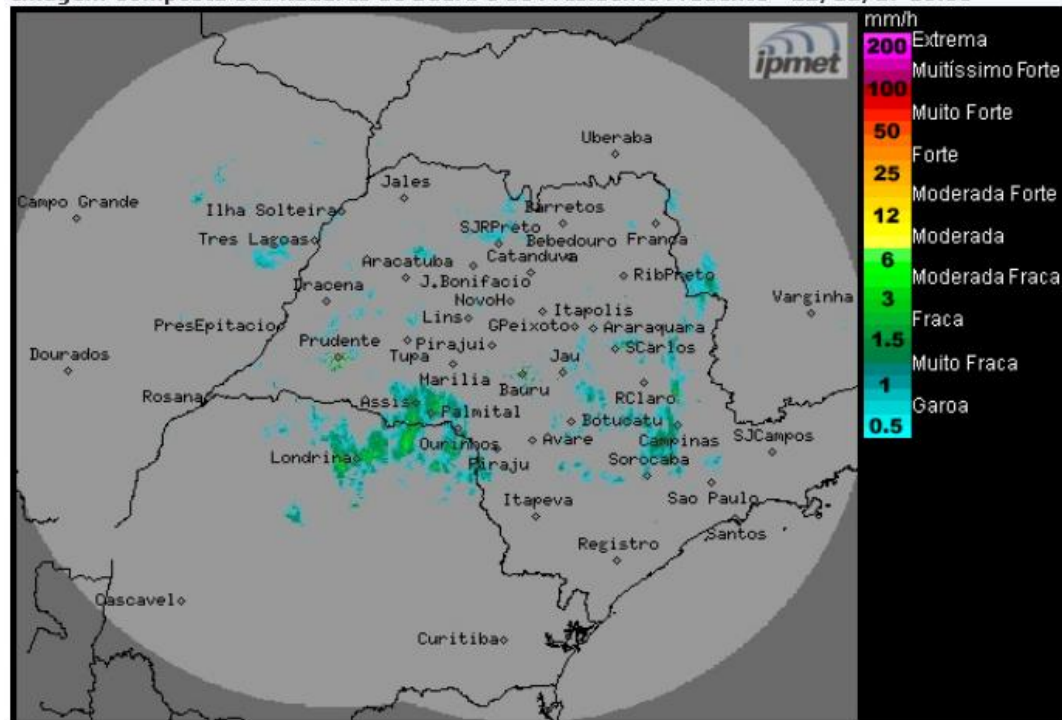 mm/h
ipmet
200 Extrema
Muitíssimo Forte
100
Muito Forte
50
Forte
25
Moderada Forte
12
Moderada
6
Moderada Fraca
3
Fraca
1.5
Muito Fraca
1
Garoa
0.5
Uberaba
Jales
Campo Grande
Ilha Solteira
Barretos
SJRPreto
Tres Lagoas
Bebedouro
Franca
Catanduva
Aracatuba
J.Bonifacio
RibPreto
Dracena
NovoH
Itapolis
Varginha
Lins
PresEpitacio
GPeixoto
Araraquara
Prudente
Pirajui
SCarlos
Dourados
Tupa
Jau
Marilia
Bauru
Rosana
Assis
RClaro
Palmital
Botucatu
Ourinhos
Avare
Campinas
SJCampos
Londrina
Piraju
Sorocaba
Itapeva
Sao Paulo
Santos
Registro
Cascavel
Curitiba